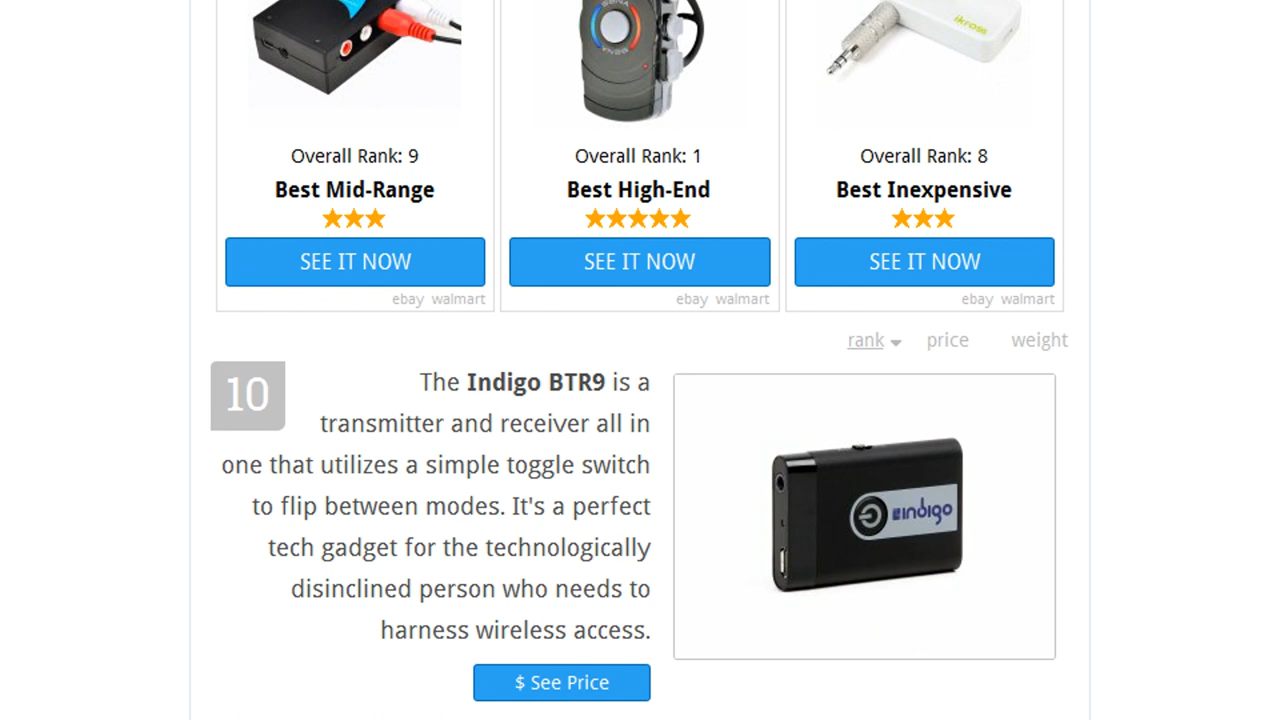 SENA
SENA
ikross
Overall Rank: 9
Best Mid-Range
SEE IT NOW
ebay walmart
Overall Rank: 1
Best High-End
SEE IT NOW
ebay walmart
Overall Rank: 8
Best Inexpensive
SEE IT NOW
ebay walmart
rank price weight
10
The Indigo BTR9 is a
transmitter and receiver all in
one that utilizes a simple toggle switch
to flip between modes. It's a perfect
tech gadget for the technologically
disinclined person who needs to
harness wireless access.
$ See Price
indigo